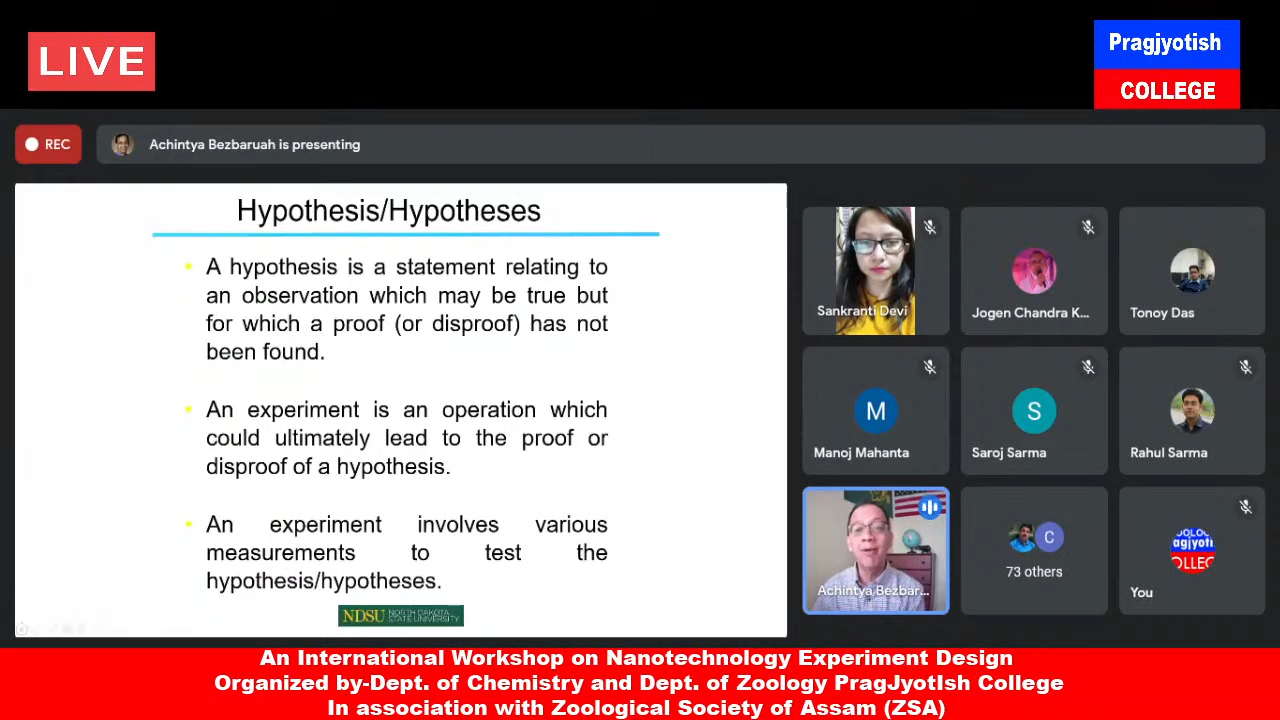 LIVE
Pragjyotish
COLLEGE
REC
Achintya Bezbaruah is presenting
Hypothesis/Hypotheses
• A hypothesis is a statement relating to
an observation which may be true but
for which a proof (or disproof) has not
been found.
• An experiment is an operation which
could ultimately lead to the proof or
disproof of a hypothesis.
• An experiment involves various
measurements to test the
hypothesis/hypotheses.
NDSU NORTH DAKOTA
STATE UNIVERSITY
Sankranti Devi
Jogen Chandra K...
Tonoy Das
M
Manoj Mahanta
S
Saroj Sarma
Rahul Sarma
Achintya Bezbar...
C
73 others
OOLOG
agjyoti
OLLEG
You
An International Workshop on Nanotechnology Experiment Design
Organized by-Dept. of Chemistry and Dept. of Zoology PragJyotIsh College
In association with Zoological Society of Assam (ZSA)